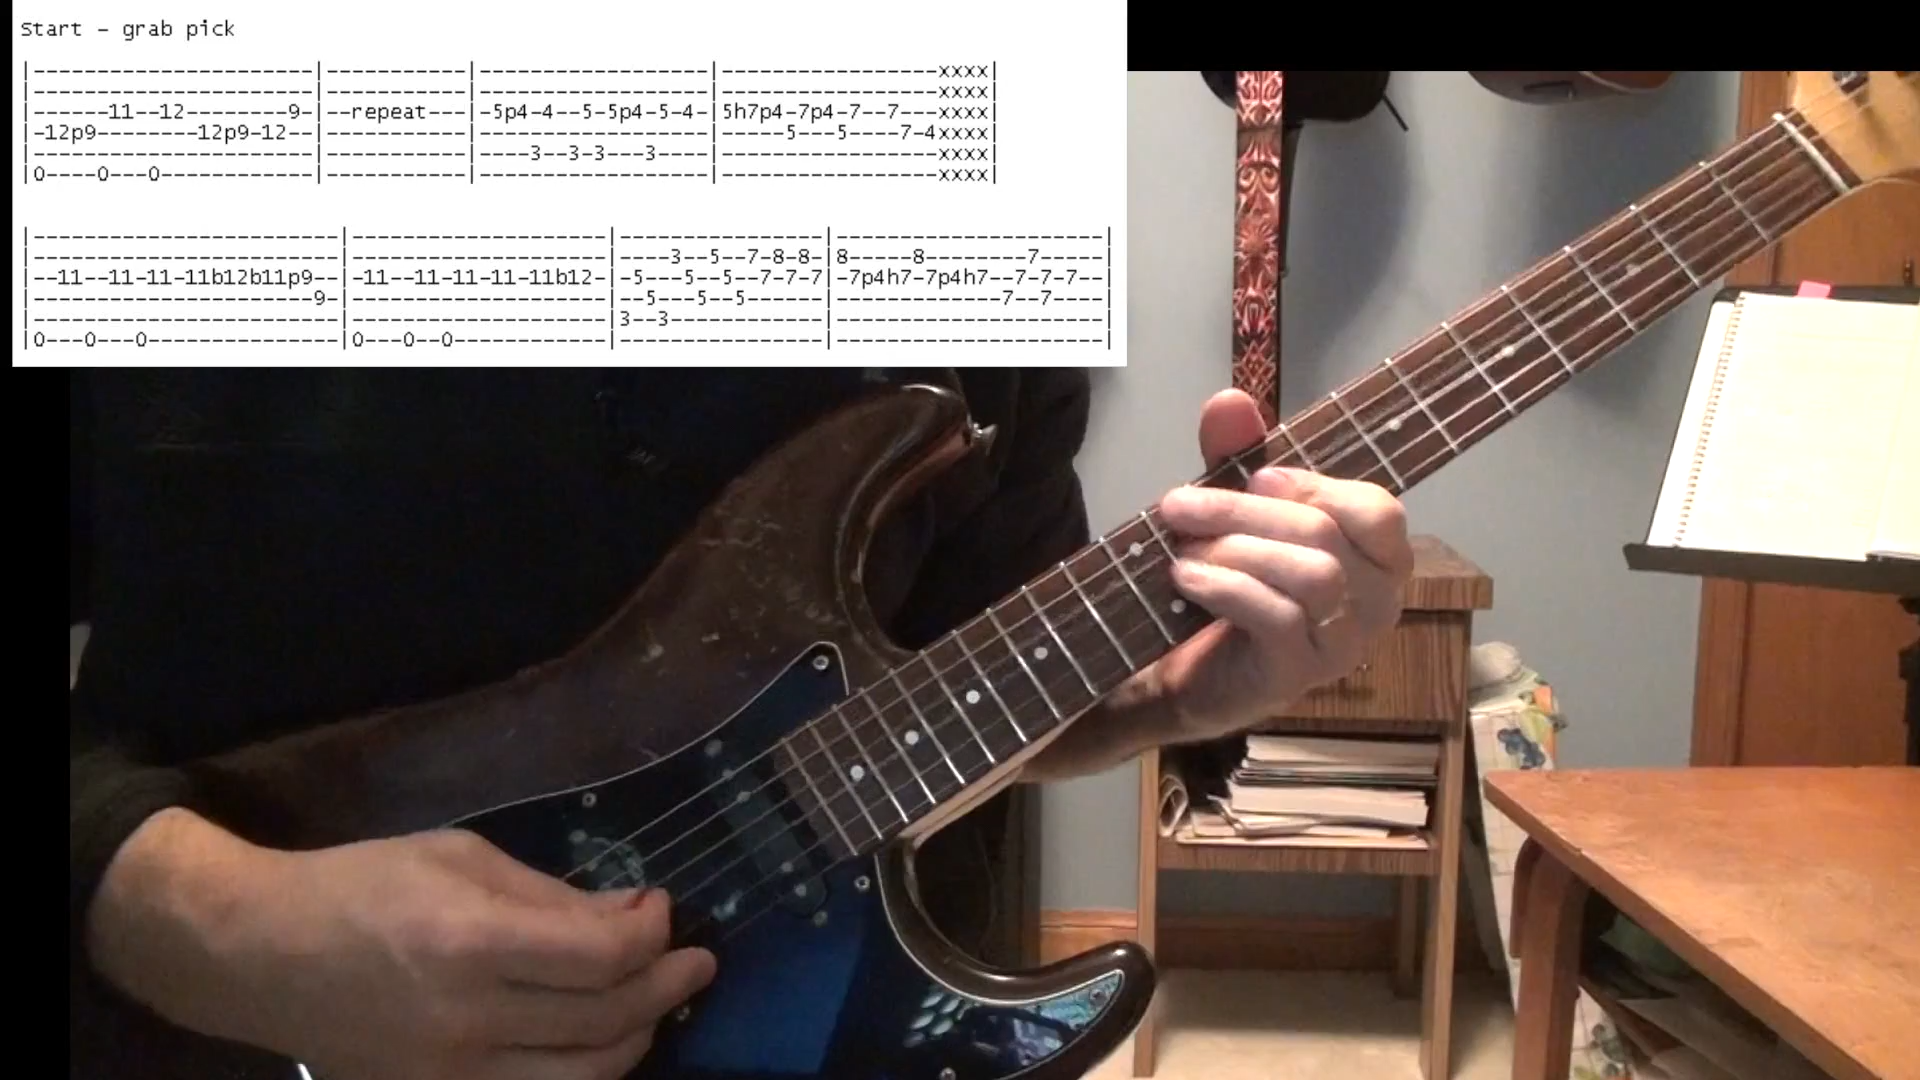 Start – grab pick
|----------------------|-----------|------------------|-----------------xxxx|
|----------------------|-----------|------------------|-----------------xxxx|
|------11--12--------9-|--repeat---|-5p4-4--5-5p4-5-4-|5h7p4-7p4-7--7---xxxx|
|-12p9--------12p9-12--|-----------|------------------|-----5---5----7-4xxxx|
|----------------------|-----------|----3--3-3---3----|-----------------xxxx|
|0----0---0------------|-----------|------------------|-----------------xxxx|
|------------------------|--------------------|----------------|---------------------|
|------------------------|--------------------|----3--5--7-8-8-|8-----8--------7-----|
|--11--11-11-11b12b11p9--|-11--11-11-11-11b12-|-5---5--5-7-7-7|-7p4h7-7p4h7--7-7-7--|
|----------------------9-|--------------------|--5---5--5------|-------------7--7----|
|------------------------|--------------------|3--3------------|---------------------|
|0---0---0---------------|0---0--0------------|----------------|---------------------|